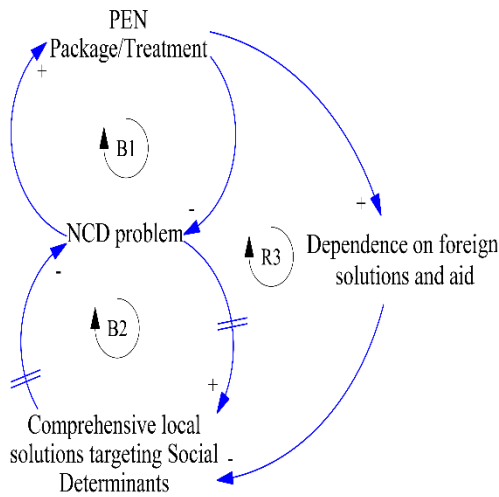 PEN
Package/Treatment
+
B1
+
-
NCD problem
R3
Dependence on foreign
solutions and aid
-
B2
+
Comprehensive local
solutions targeting Social
-
Determinants